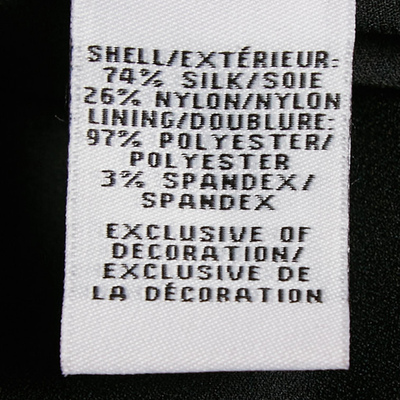 SHELL/EXTÉRIEUR:
74% SILK/SOIE
26% NYLON/NYLON
LINING/DOUBLURE:
97% POLYESTER/
POLYESTER
3% SPANDEX/
SPANDEX
EXCLUSIVE OF
DECORATION/
EXCLUSIVE DE
LA DÉCORATION